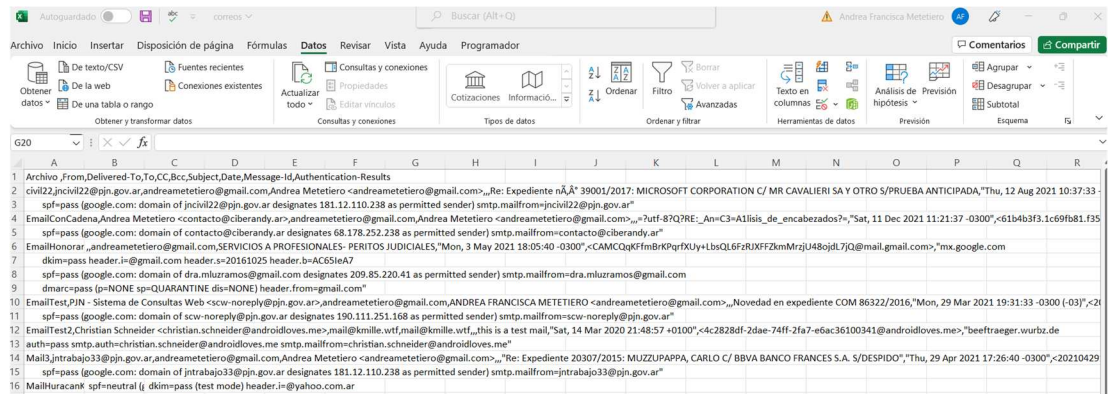 Autoguardado correos Buscar (Alt+Q) Andrea Francisca Metetiero AF
Archivo Inicio Insertar Disposición de página Fórmulas Datos Revisar Vista Ayuda Programador Comentarios Compartir
Obtener datos
De texto/CSV
De la web
De una tabla o rango
Fuentes recientes
Conexiones existentes
Obtener y transformar datos
Actualizar todo
Consultas y conexiones
Propiedades
Editar vínculos
Consultas y conexiones
Cotizaciones Informació...
Tipos de datos
Ordenar
Filtro
Borrar
Volver a aplicar
Avanzadas
Ordenar y filtrar
Texto en columnas
Herramientas de datos
Análisis de hipótesis
Previsión
Previsión
Agrupar
Desagrupar
Subtotal
Esquema
G20 fx
A B C D E F G H I J K L M N O P Q R
1 Archivo ,From,Delivered-To,To,CC,Bcc,Subject,Date,Message-Id,Authentication-Results
2 civil22,jncivil22@pjn.gov.ar,andreametetiero@gmail.com,Andrea Metetiero <andreametetiero@gmail.com>,,,Re: Expediente nÃ‚Â° 39001/2017: MICROSOFT CORPORATION C/ MR CAVALIERI SA Y OTRO S/PRUEBA ANTICIPADA,"Thu, 12 Aug 2021 10:37:33 -
3 spf=pass (google.com: domain of jncivil22@pjn.gov.ar designates 181.12.110.238 as permitted sender) smtp.mailfrom=jncivil22@pjn.gov.ar"
4 EmailConCadena,Andrea Metetiero <contacto@ciberandy.ar>,andreametetiero@gmail.com,Andrea Metetiero <andreametetiero@gmail.com>,,,=?utf-8?Q?RE:_An=C3=A1lisis_de_encabezados?=,"Sat, 11 Dec 2021 11:21:37 -0300",<61b4b3f3.1c69fb81.f35
5 spf=pass (google.com: domain of contacto@ciberandy.ar designates 68.178.252.238 as permitted sender) smtp.mailfrom=contacto@ciberandy.ar"
6 EmailHonorar ,,andreametetiero@gmail.com,SERVICIOS A PROFESIONALES- PERITOS JUDICIALES,"Mon, 3 May 2021 18:05:40 -0300",<CAMCQqKFfmBrKPqrfXUy+LbsQL6FzRJXFFZkmMrzjU48ojdL7jQ@mail.gmail.com>,"mx.google.com
7 dkim=pass header.i=@gmail.com header.s=20161025 header.b=AC65IeA7
8 spf=pass (google.com: domain of dra.mluzramos@gmail.com designates 209.85.220.41 as permitted sender) smtp.mailfrom=dra.mluzramos@gmail.com
9 dmarc=pass (p=NONE sp=QUARANTINE dis=NONE) header.from=gmail.com"
10 EmailTest,PJN - Sistema de Consultas Web <scw-noreply@pjn.gov.ar>,andreametetiero@gmail.com,ANDREA FRANCISCA METETIERO <andreametetiero@gmail.com>,,,Novedad en expediente COM 86322/2016,"Mon, 29 Mar 2021 19:31:33 -0300 (-03)",<20
11 spf=pass (google.com: domain of scw-noreply@pjn.gov.ar designates 190.111.251.168 as permitted sender) smtp.mailfrom=scw-noreply@pjn.gov.ar"
12 EmailTest2,Christian Schneider <christian.schneider@androidloves.me>,mail@kmille.wtf,mail@kmille.wtf,,,this is a test mail,"Sat, 14 Mar 2020 21:48:57 +0100",<4c2828df-2dae-74ff-2fa7-e6ac36100341@androidloves.me>,"beeftraeger.wurbz.de
13 auth=pass smtp.auth=christian.schneider@androidloves.me smtp.mailfrom=christian.schneider@androidloves.me"
14 Mail3,jntrabajo33@pjn.gov.ar,andreametetiero@gmail.com,Andrea Metetiero <andreametetiero@gmail.com>,,,"Re: Expediente 20307/2015: MUZZUPAPPA, CARLO C/ BBVA BANCO FRANCES S.A. S/DESPIDO","Thu, 29 Apr 2021 17:26:40 -0300",<20210429
15 spf=pass (google.com: domain of jntrabajo33@pjn.gov.ar designates 181.12.110.238 as permitted sender) smtp.mailfrom=jntrabajo33@pjn.gov.ar"
16 MailHuracanK spf=neutral (g dkim=pass (test mode) header.i=@yahoo.com.ar